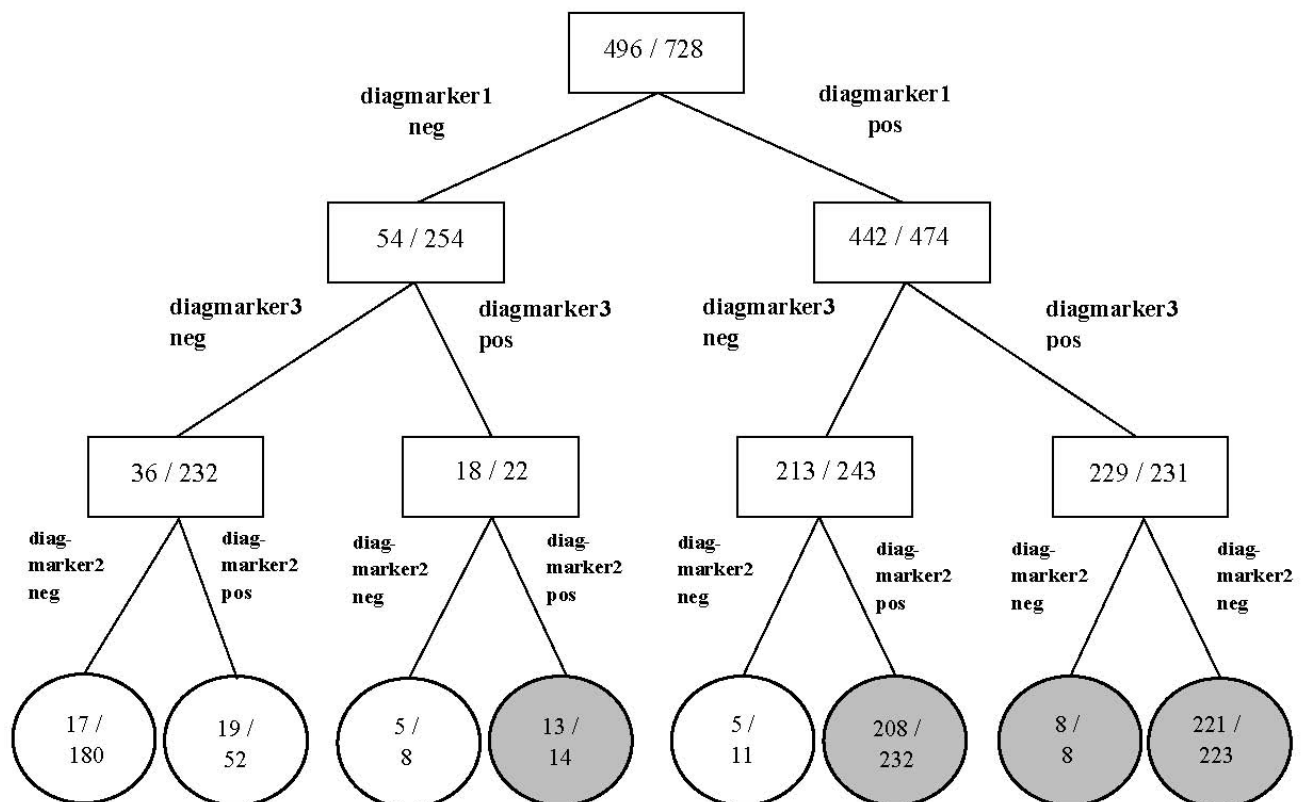 496 / 728
diagmarker1
neg
diagmarker1
pos
54 / 254
442 / 474
diagmarker3
neg
diagmarker3
pos
diagmarker3
neg
diagmarker3
pos
36 / 232
18 / 22
213 / 243
229 / 231
diag-
marker2
neg
diag-
marker2
pos
diag-
marker2
neg
diag-
marker2
pos
diag-
marker2
neg
diag-
marker2
pos
diag-
marker2
neg
diag-
marker2
neg
17 /
180
19 /
52
5 /
8
13 /
14
5 /
11
208 /
232
8 /
8
221 /
223